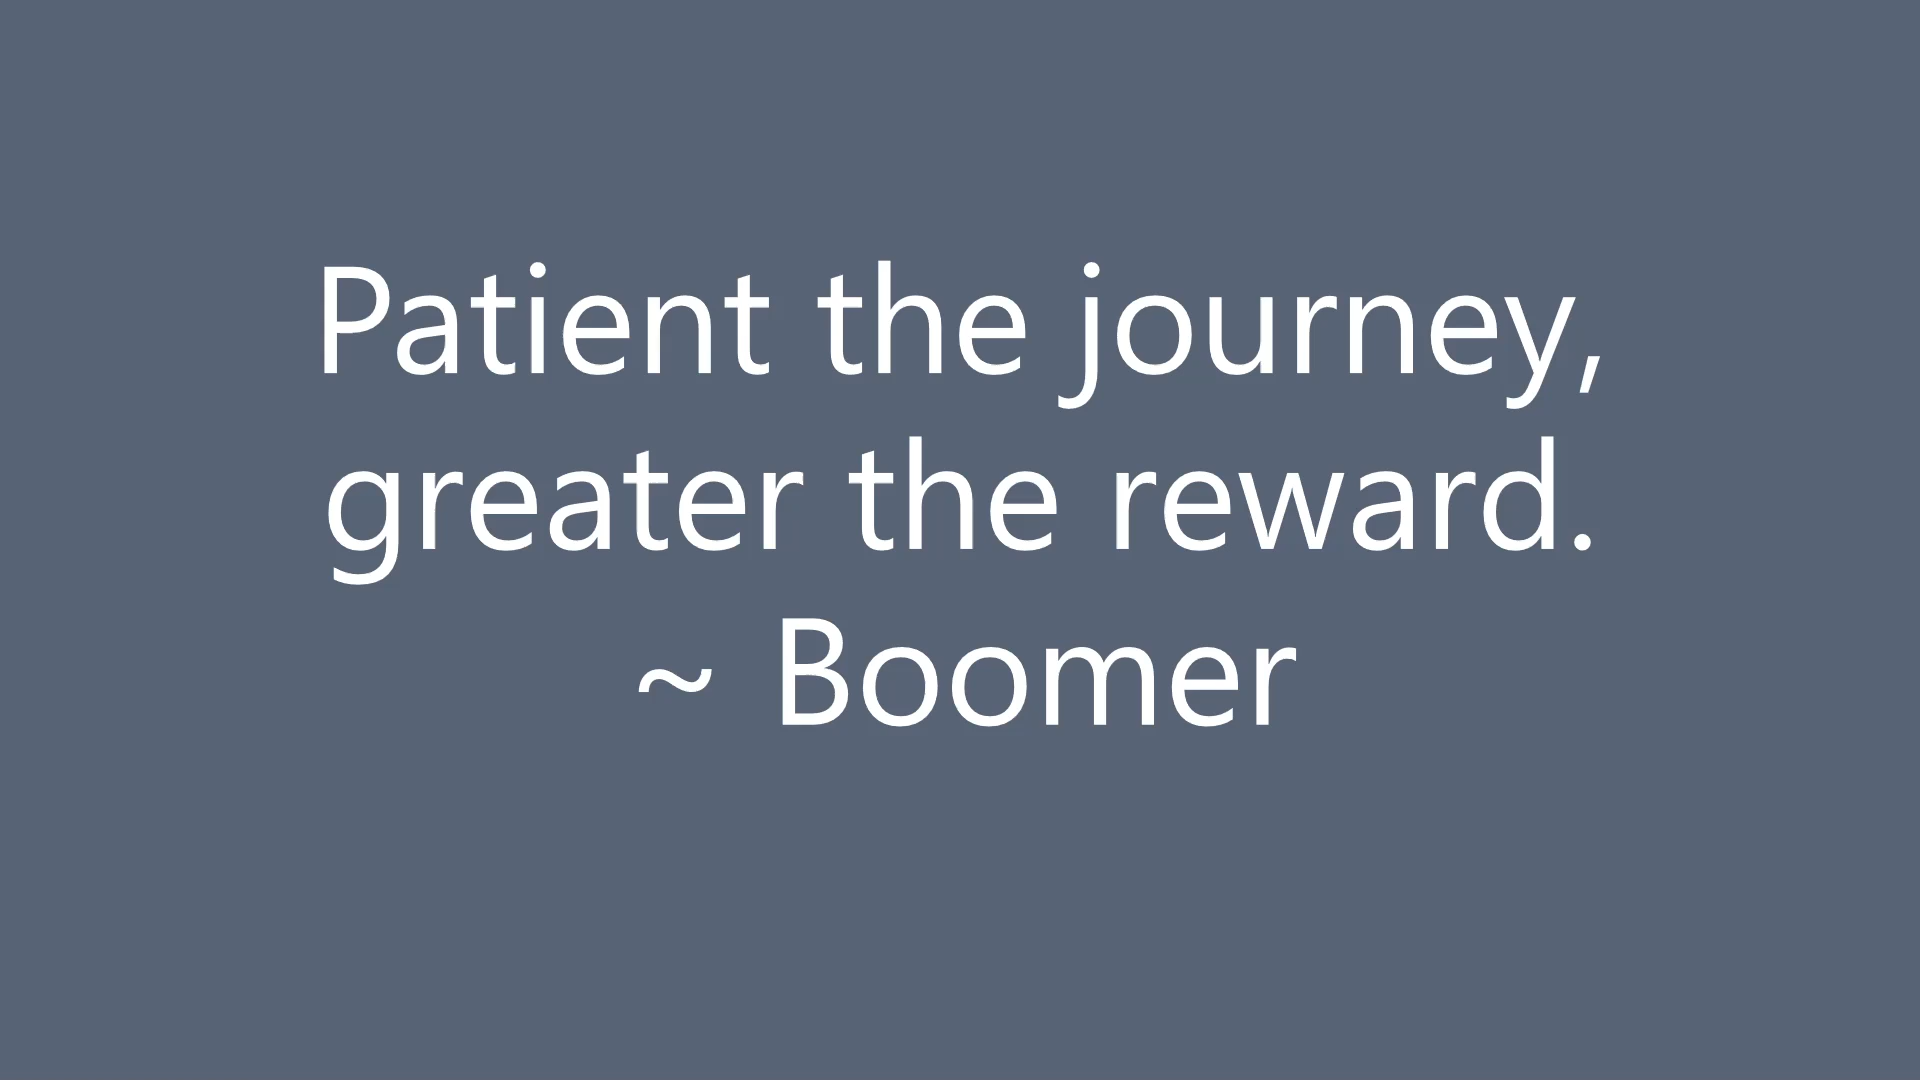 Patient the journey,
greater the reward.
~ Boomer